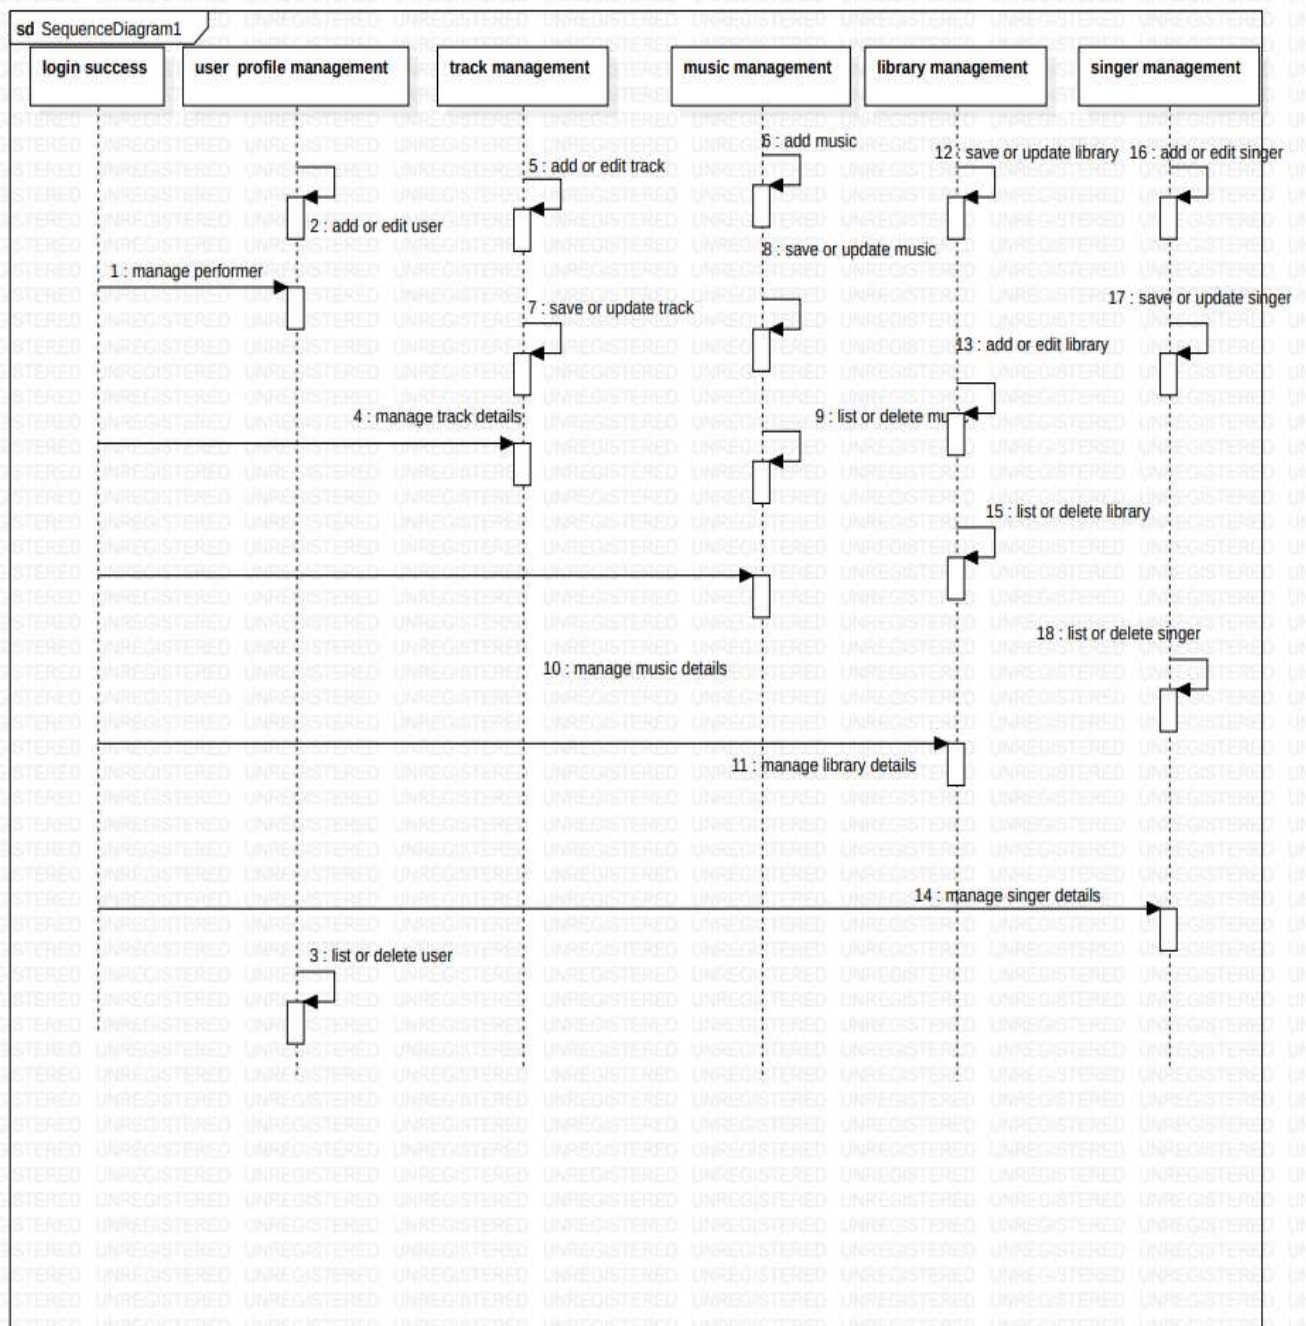 sd SequenceDiagram1
login success
user profile management
track management
music management
library management
singer management
6 : add music
12 : save or update library
16 : add or edit singer
5 : add or edit track
2 : add or edit user
8 : save or update music
1 : manage performer
17 : save or update singer
7 : save or update track
13 : add or edit library
4 : manage track details
9 : list or delete mu
15 : list or delete library
18 : list or delete singer
10 : manage music details
11 : manage library details
14 : manage singer details
3 : list or delete user
UNREGISTERED